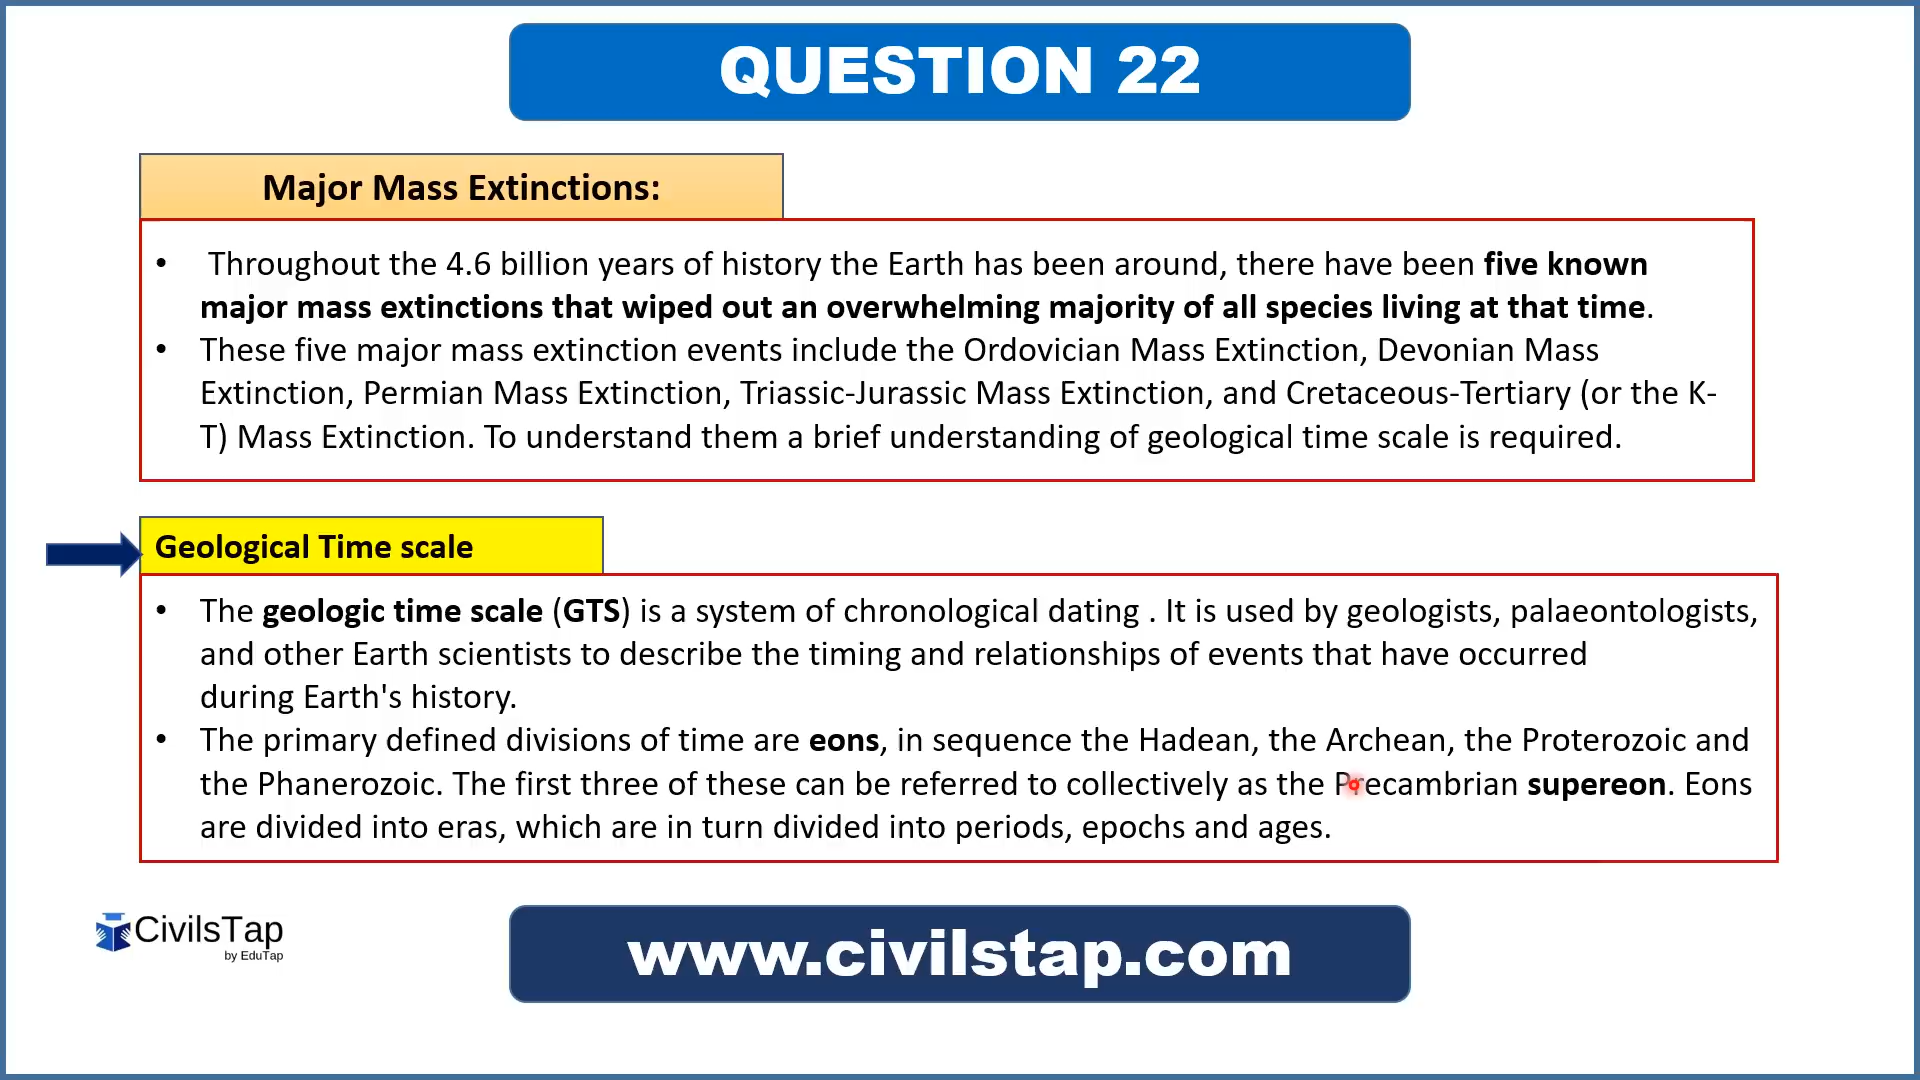 QUESTION 22
Major Mass Extinctions:
• Throughout the 4.6 billion years of history the Earth has been around, there have been five known
major mass extinctions that wiped out an overwhelming majority of all species living at that time.
• These five major mass extinction events include the Ordovician Mass Extinction, Devonian Mass
Extinction, Permian Mass Extinction, Triassic-Jurassic Mass Extinction, and Cretaceous-Tertiary (or the K-
T) Mass Extinction. To understand them a brief understanding of geological time scale is required.
Geological Time scale
• The geologic time scale (GTS) is a system of chronological dating . It is used by geologists, palaeontologists,
and other Earth scientists to describe the timing and relationships of events that have occurred
during Earth's history.
• The primary defined divisions of time are eons, in sequence the Hadean, the Archean, the Proterozoic and
the Phanerozoic. The first three of these can be referred to collectively as the Precambrian supereon. Eons
are divided into eras, which are in turn divided into periods, epochs and ages.
CivilsTap
by EduTap
www.civilstap.com